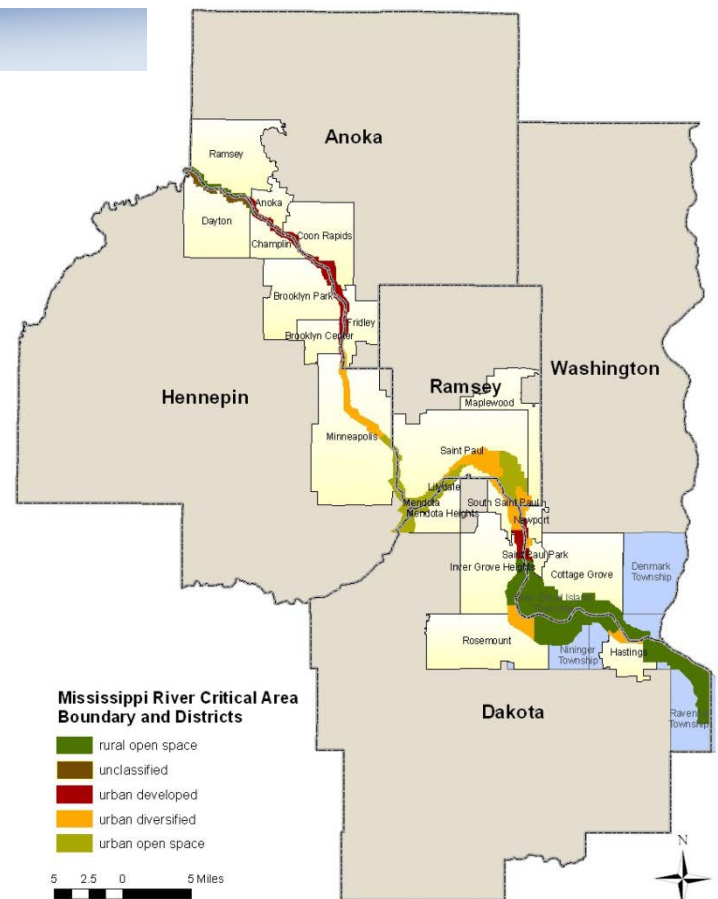 Anoka
Ramsey
Anoka
Dayton
Champlin
Coon Rapids
Brooklyn Park
Fridley
Brooklyn Center
Hennepin
Ramsey
Washington
Maplewood
Minneapolis
Saint Paul
Lilydale
Mendota
Mendota Heights
South Saint Paul
Newport
Saint Paul Park
Inver Grove Heights
Cottage Grove
Denmark
Township
Rosemount
Nininger
Township
Hastings
Township
Dakota
Mississippi River Critical Area
Boundary and Districts
rural open space
unclassified
urban developed
urban diversified
urban open space
5 2.5 0 5 Miles
N